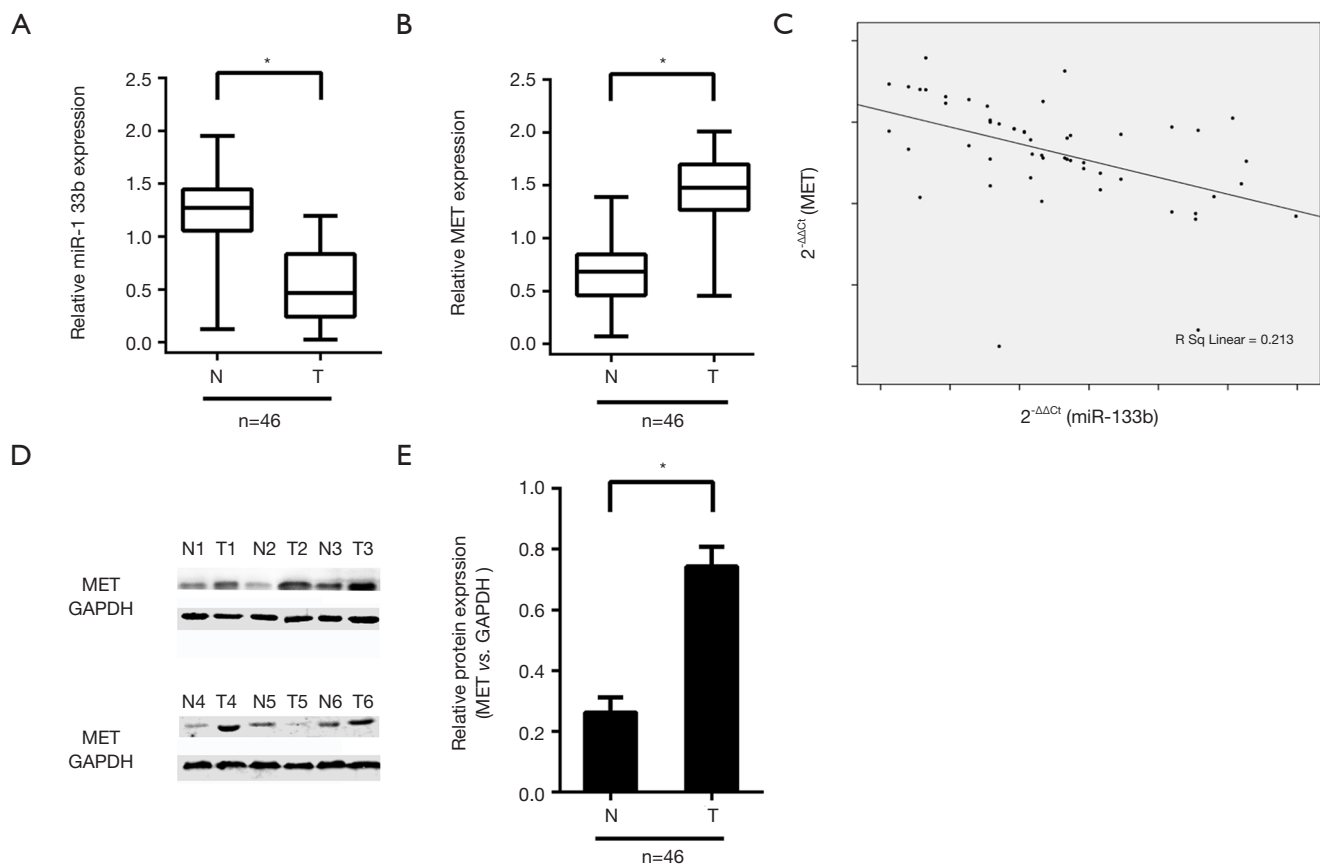 A
Relative miR-1 33b expression
2.5
2.0
1.5
1.0
0.5
0.0
*
N T
n=46
B
Relative MET expression
2.5
2.0
1.5
1.0
0.5
0.0
*
N T
n=46
C
2^-ΔΔCt (MET)
R Sq Linear = 0.213
2^-ΔΔCt (miR-133b)
D
N1 T1 N2 T2 N3 T3
MET
GAPDH
N4 T4 N5 T5 N6 T6
MET
GAPDH
E
Relative protein exprssion
(MET vs. GAPDH )
1.0
0.8
0.6
0.4
0.2
0.0
*
N T
n=46